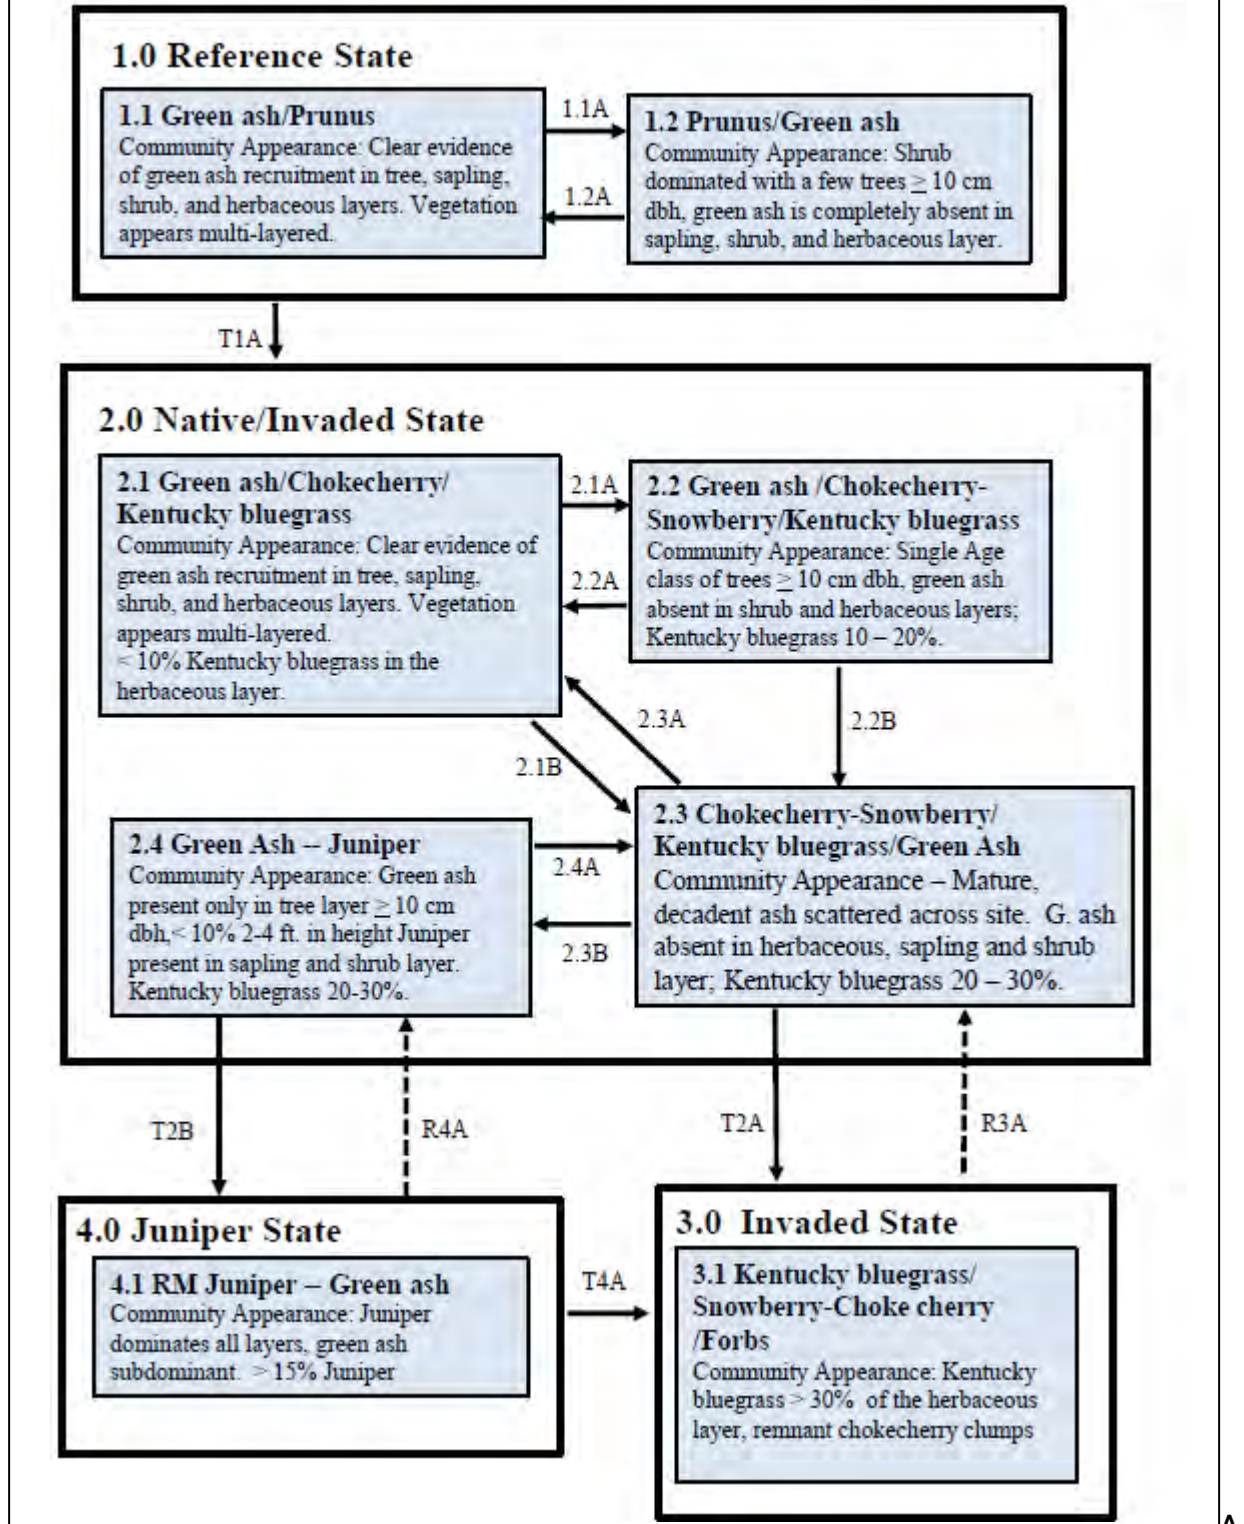 1.0 Reference State
1.1 Green ash/Prunus
Community Appearance: Clear evidence
of green ash recruitment in tree, sapling,
shrub, and herbaceous layers. Vegetation
appears multi-layered.
1.1A
1.2A
1.2 Prunus/Green ash
Community Appearance: Shrub
dominated with a few trees ≥ 10 cm
dbh, green ash is completely absent in
sapling, shrub, and herbaceous layer.
T1A
2.0 Native/Invaded State
2.1 Green ash/Chokecherry/
Kentucky bluegrass
Community Appearance: Clear evidence of
green ash recruitment in tree, sapling,
shrub, and herbaceous layers. Vegetation
appears multi-layered.
< 10% Kentucky bluegrass in the
herbaceous layer.
2.1A
2.2A
2.2 Green ash /Chokecherry-
Snowberry/Kentucky bluegrass
Community Appearance: Single Age
class of trees ≥ 10 cm dbh, green ash
absent in shrub and herbaceous layers;
Kentucky bluegrass 10 – 20%.
2.3A
2.1B
2.2B
2.4 Green Ash – Juniper
Community Appearance: Green ash
present only in tree layer ≥ 10 cm
dbh,< 10% 2-4 ft. in height Juniper
present in sapling and shrub layer.
Kentucky bluegrass 20-30%.
2.4A
2.3B
2.3 Chokecherry-Snowberry/
Kentucky bluegrass/Green Ash
Community Appearance – Mature,
decadent ash scattered across site. G. ash
absent in herbaceous, sapling and shrub
layer; Kentucky bluegrass 20 – 30%.
T2B
R4A
T2A
R3A
4.0 Juniper State
4.1 RM Juniper – Green ash
Community Appearance: Juniper
dominates all layers, green ash
subdominant. > 15% Juniper
T4A
3.0 Invaded State
3.1 Kentucky bluegrass/
Snowberry-Choke cherry
/Forbs
Community Appearance: Kentucky
bluegrass > 30% of the herbaceous
layer, remnant chokecherry clumps